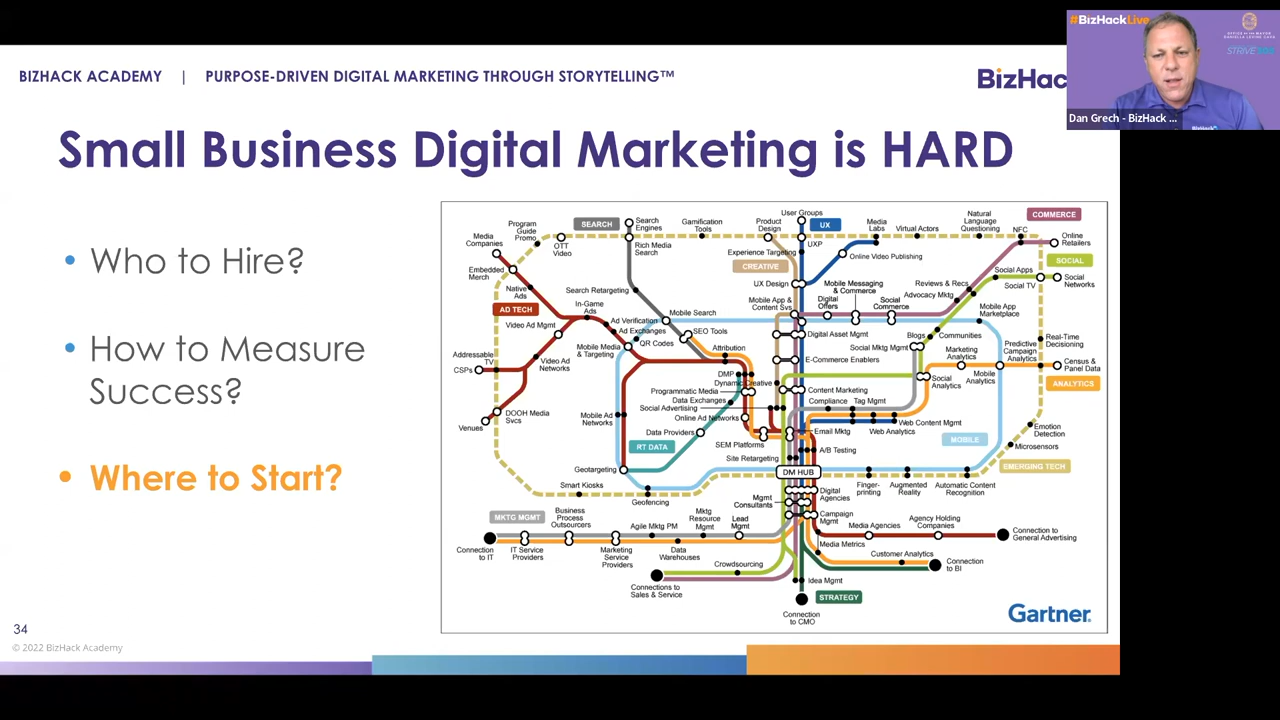 #BizHackLive
BIZHACK ACADEMY | PURPOSE-DRIVEN DIGITAL MARKETING THROUGH STORYTELLING™
BizHac
Dan Grech - BizHack ...
Small Business Digital Marketing is HARD
• Who to Hire?
• How to Measure
Success?
• Where to Start?
SEARCH
UX
COMMERCE
CREATIVE
SOCIAL
AD TECH
ANALYTICS
RT DATA
MOBILE
EMERGING TECH
MKTG MGMT
STRATEGY
Media
Companies
Program
Guide
Promo
OTT
Video
Search
Engines
Rich Media
Search
Gamification
Tools
Product
Design
User Groups
UXP
Media
Labs
Virtual Actors
Natural
Language
Questioning
NFC
Online
Retailers
Embedded
Merch
Native
Ads
Experience Targeting
Online Video Publishing
Social Apps
Social TV
Social
Networks
Search Retargeting
UX Design
Mobile Messaging
& Commerce
Reviews & Recs
Advocacy Mktg
In-Game
Ads
Mobile App &
Content Svs
Digital
Offers
Social
Commerce
Mobile App
Marketplace
Video Ad Mgmt
Ad Verification
Ad Exchanges
QR Codes
Mobile Search
SEO Tools
Digital Asset Mgmt
Blogs
Communities
Real-Time
Decisioning
Mobile Media
& Targeting
Attribution
Social Mktg Mgmt
Marketing
Analytics
Predictive
Campaign
Analytics
Addressable
TV
CSPs
Video Ad
Networks
E-Commerce Enablers
Census &
Panel Data
DMP
Dynamic Creative
Social
Analytics
Mobile
Analytics
Programmatic Media
Content Marketing
Data Exchanges
Social Advertising
Compliance
Tag Mgmt
DOOH Media
Svcs
Venues
Mobile Ad
Networks
Online Ad Networks
Web Content Mgmt
Data Providers
Email Mktg
Web Analytics
Emotion
Detection
SEM Platforms
A/B Testing
Microsensors
Site Retargeting
Geotargeting
DM HUB
Smart Kiosks
Geofencing
Finger-
printing
Augmented
Reality
Automatic Content
Recognition
Mgmt
Consultants
Digital
Agencies
Business
Process
Outsourcers
Agile Mktg PM
Mktg
Resource
Mgmt
Lead
Mgmt
Campaign
Mgmt
Media Agencies
Agency Holding
Companies
Connection to
General Advertising
Connection
to IT
IT Service
Providers
Marketing
Service
Providers
Data
Warehouses
Media Metrics
Customer Analytics
Connection
to BI
Crowdsourcing
Connections to
Sales & Service
Idea Mgmt
Connection
to CMO
Gartner.
34
© 2022 BizHack Academy